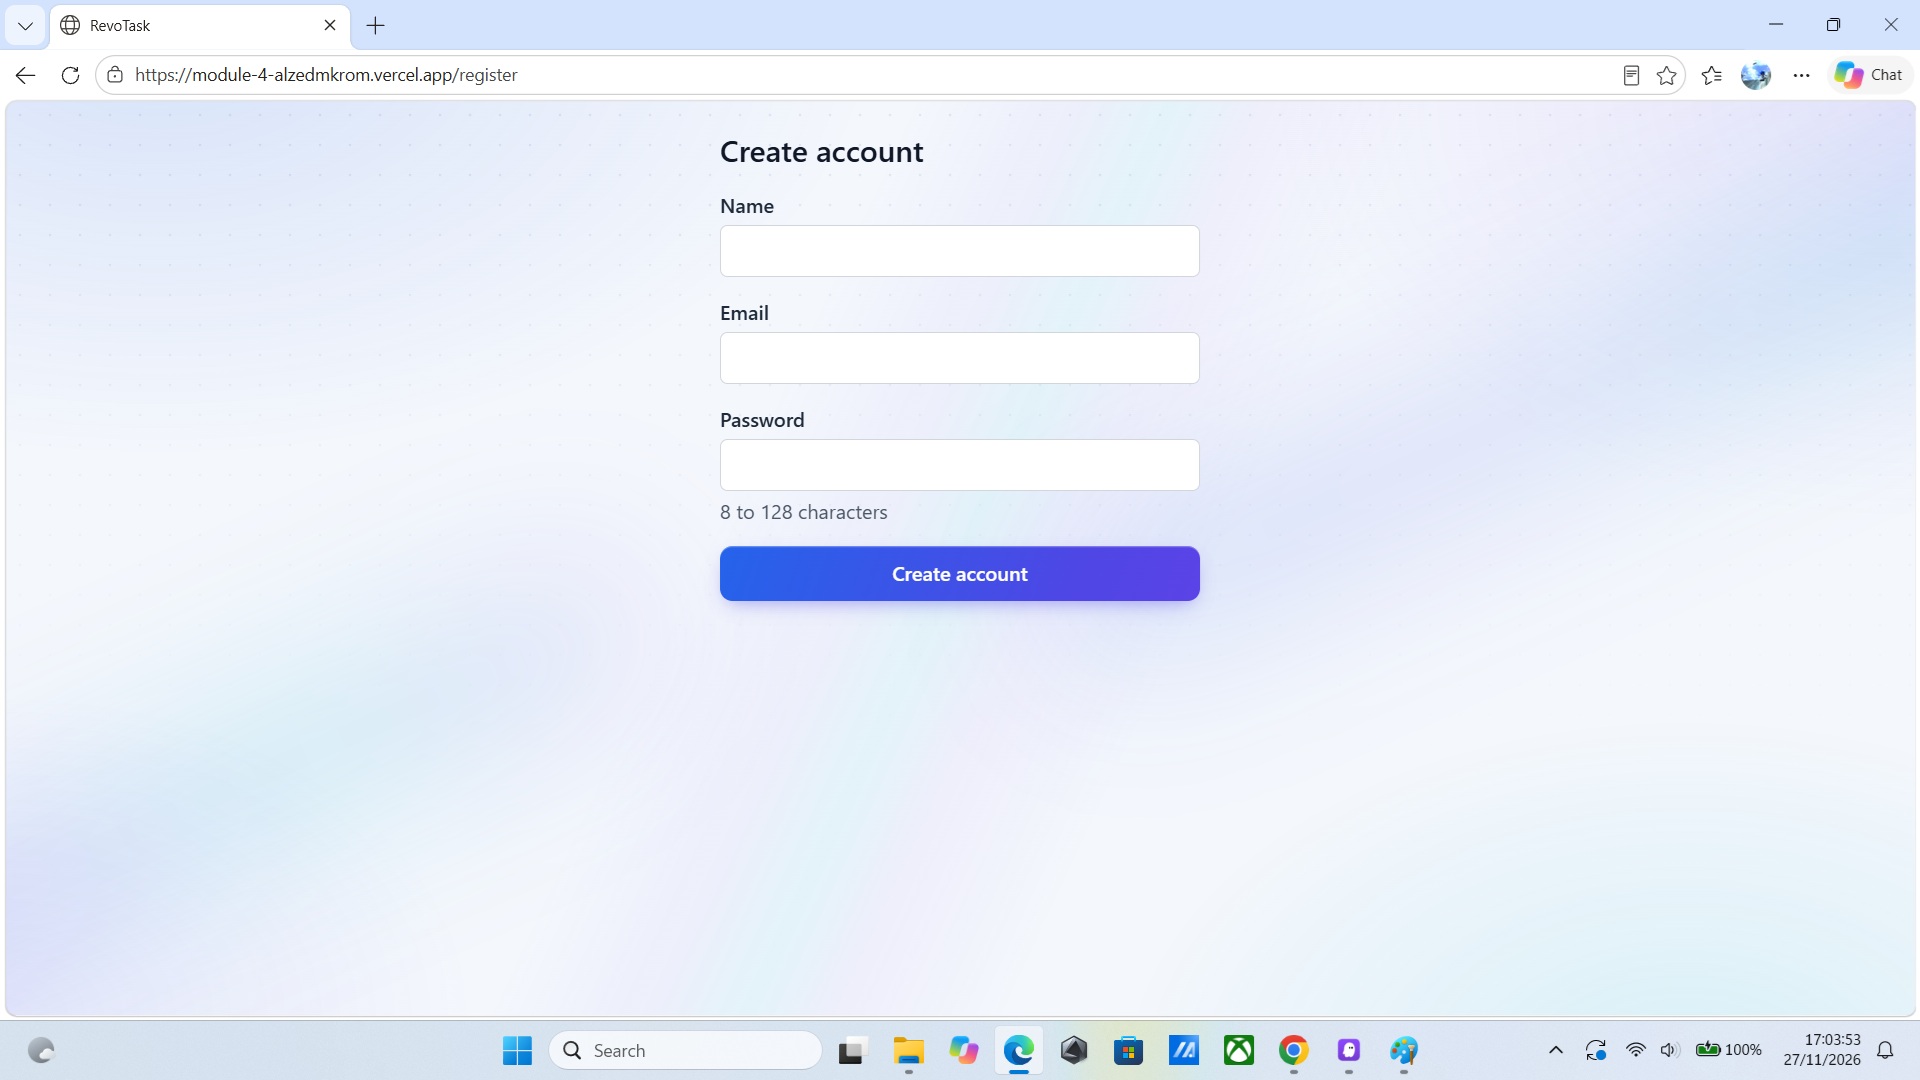 RevoTask
https://module-4-alzedmkrom.vercel.app/register
Chat
Create account
Name
Email
Password
8 to 128 characters
Create account
Search
100%
17:03:53
27/11/2026